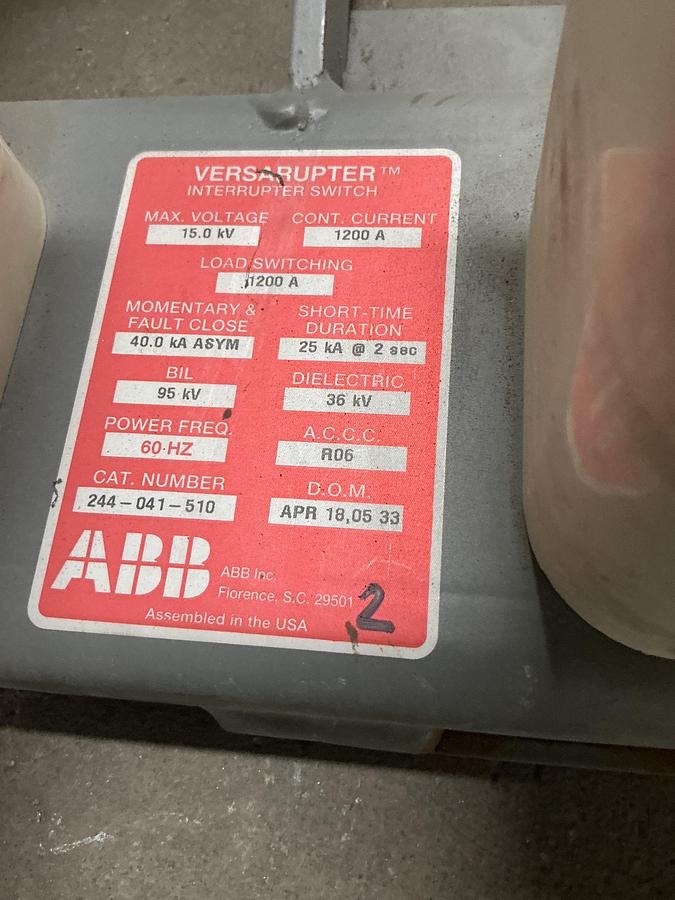 VERSARUPTER™
INTERRUPTER SWITCH
MAX. VOLTAGE CONT. CURRENT
15.0 kV 1200 A
LOAD SWITCHING
1200 A
MOMENTARY & FAULT CLOSE SHORT-TIME DURATION
40.0 kA ASYM 25 kA @ 2 sec
BIL DIELECTRIC
95 kV 36 kV
POWER FREQ. A.C.C.C.
60 HZ R06
CAT. NUMBER D.O.M.
244-041-510 APR 18,05 33
ABB ABB Inc.
Florence, S.C. 29501
Assembled in the USA
2